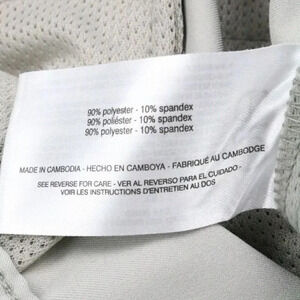 90% polyester - 10% spandex
90% poliéster - 10% spandex
90% polyester - 10% spandex
MADE IN CAMBODIA - HECHO EN CAMBOYA - FABRIQUÉ AU CAMBODGE
SEE REVERSE FOR CARE - VER AL REVERSO PARA EL CUIDADO
VOIR LES INSTRUCTIONS D'ENTRETIEN AU DOS